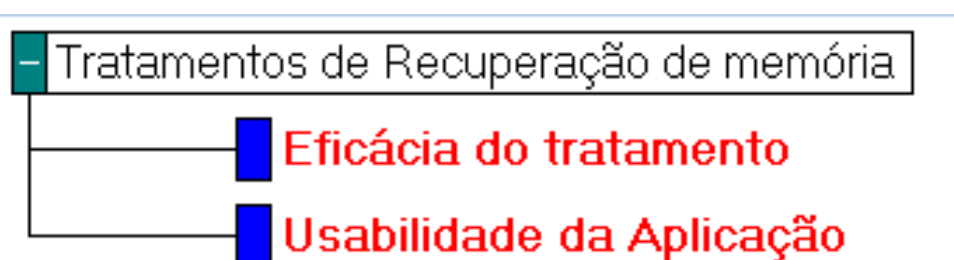 Tratamentos de Recuperação de memória
Eficácia do tratamento
Usabilidade da Aplicação